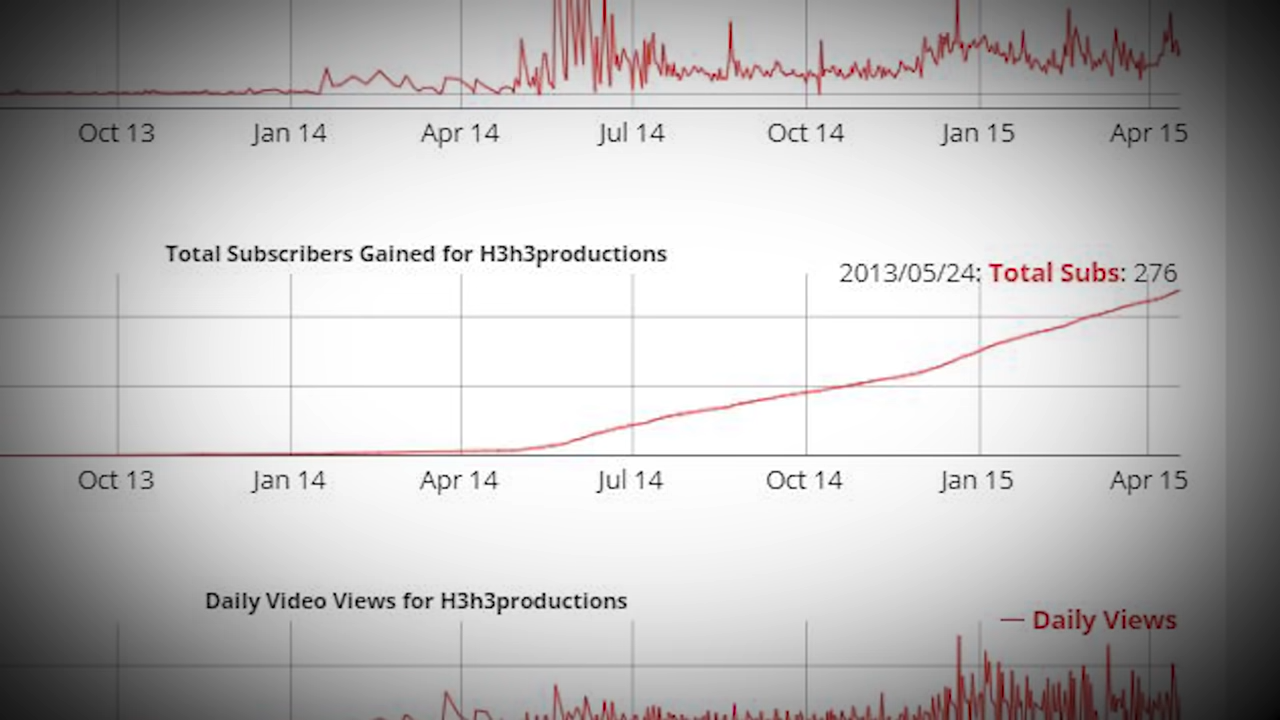 Oct 13 Jan 14 Apr 14 Jul 14 Oct 14 Jan 15 Apr 15
Total Subscribers Gained for H3h3productions
2013/05/24: Total Subs: 276
Oct 13 Jan 14 Apr 14 Jul 14 Oct 14 Jan 15 Apr 15
Daily Video Views for H3h3productions
Daily Views